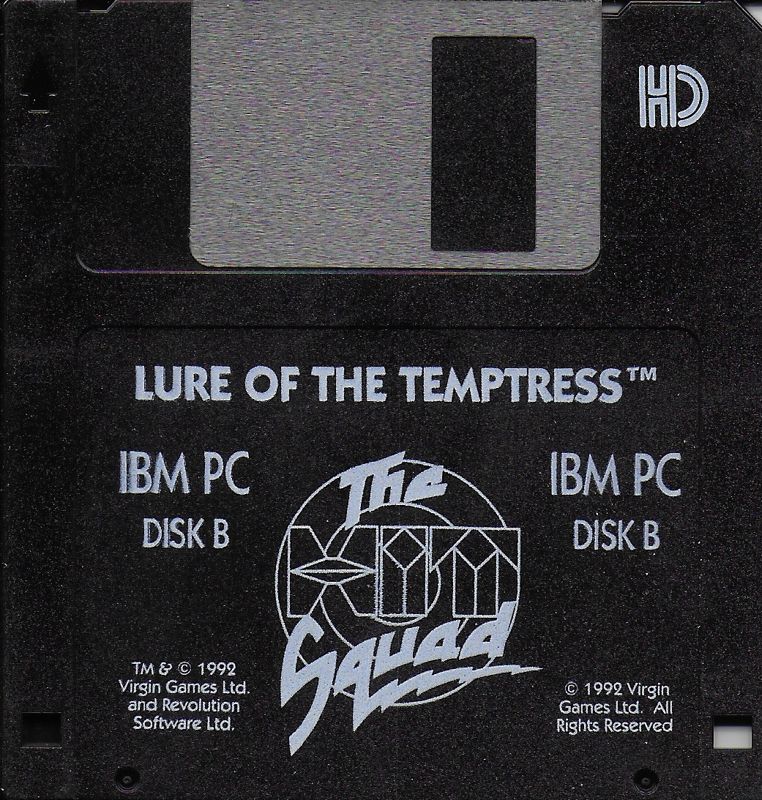 HD
LURE OF THE TEMPTRESS™
IBM PC
DISK B
IBM PC
DISK B
The
Hit
Squad
TM & © 1992
Virgin Games Ltd.
and Revolution
Software Ltd.
© 1992 Virgin
Games Ltd. All
Rights Reserved